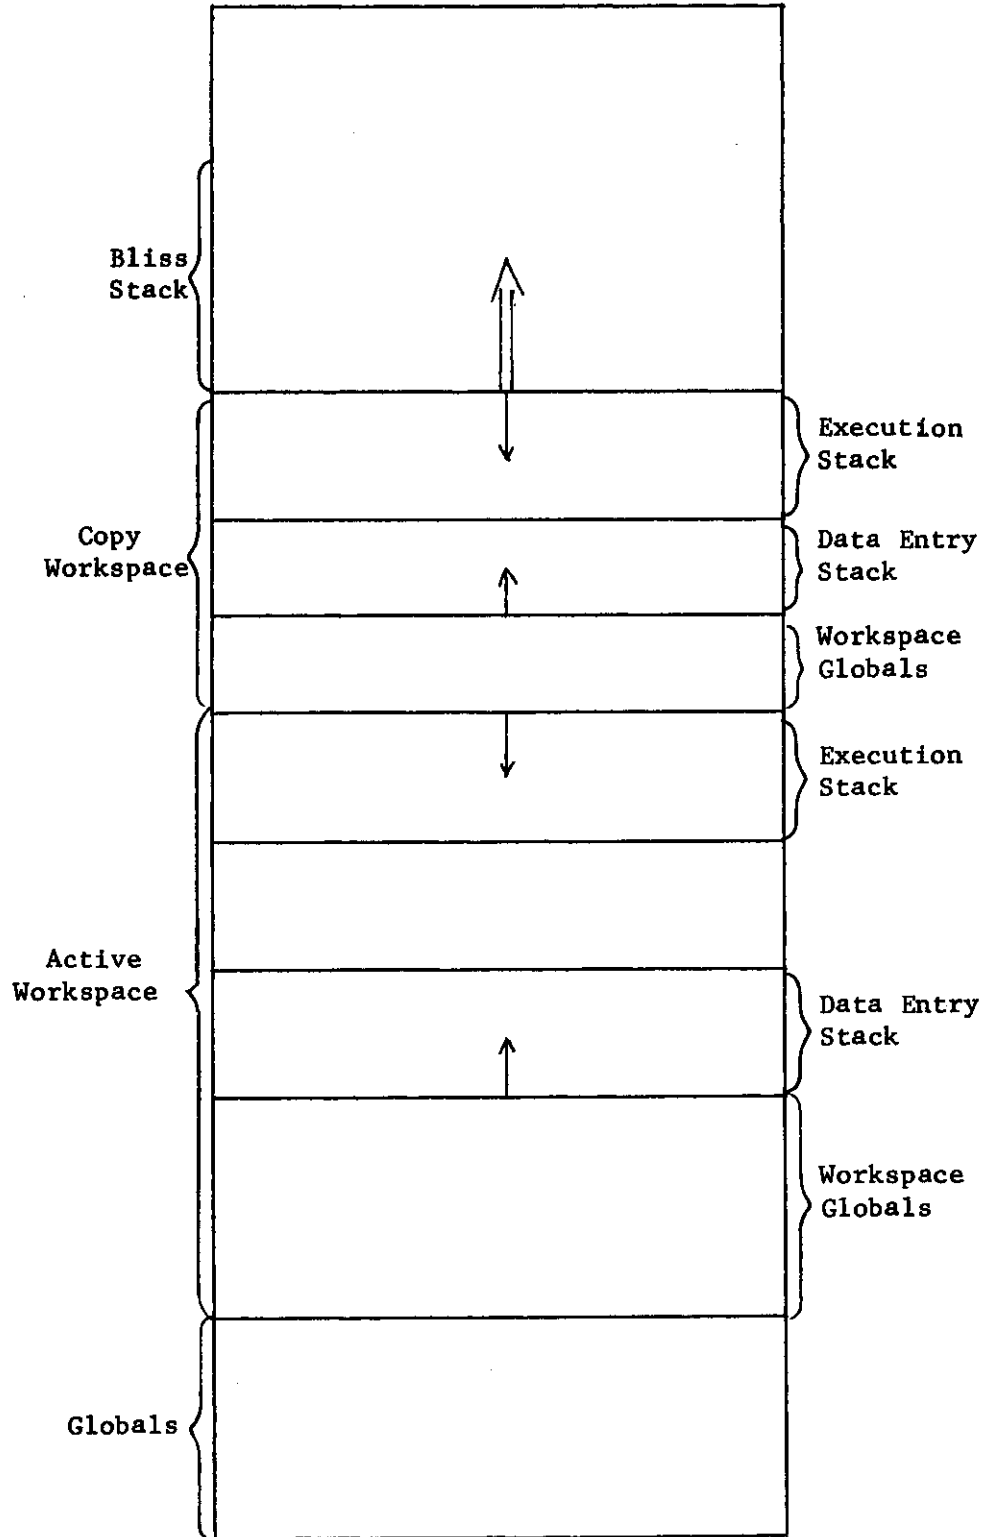 Bliss
Stack
Execution
Stack
Copy
Workspace
Data Entry
Stack
Workspace
Globals
Execution
Stack
Active
Workspace
Data Entry
Stack
Workspace
Globals
Globals